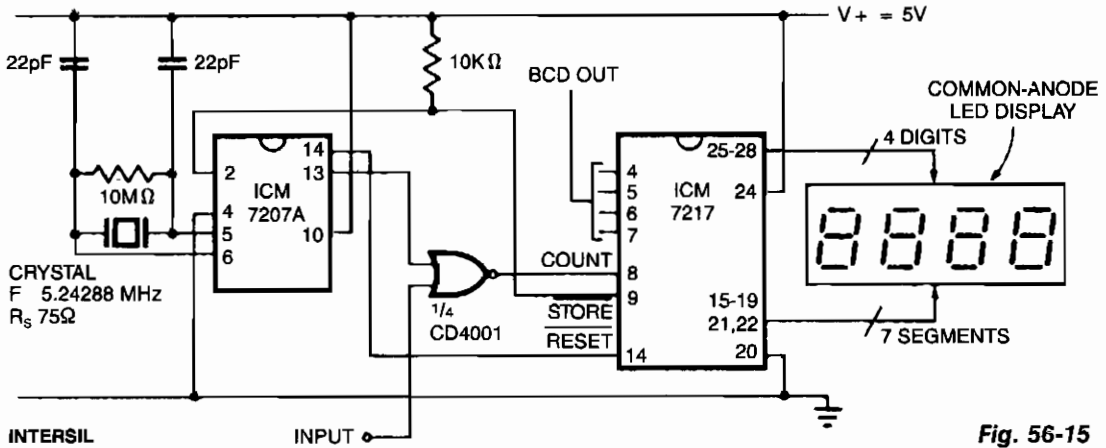 V + = 5V
22pF
22pF
10KΩ
BCD OUT
COMMON-ANODE
LED DISPLAY
10MΩ
2
4
5
6
ICM
7207A
14
13
10
4
5
6
7
ICM
7217
25-28
24
4 DIGITS
CRYSTAL
F 5.24288 MHz
RS 75Ω
1/4
CD4001
COUNT
STORE
RESET
8
9
14
15-19
21,22
20
7 SEGMENTS
8888
INTERSIL
INPUT
Fig. 56-15